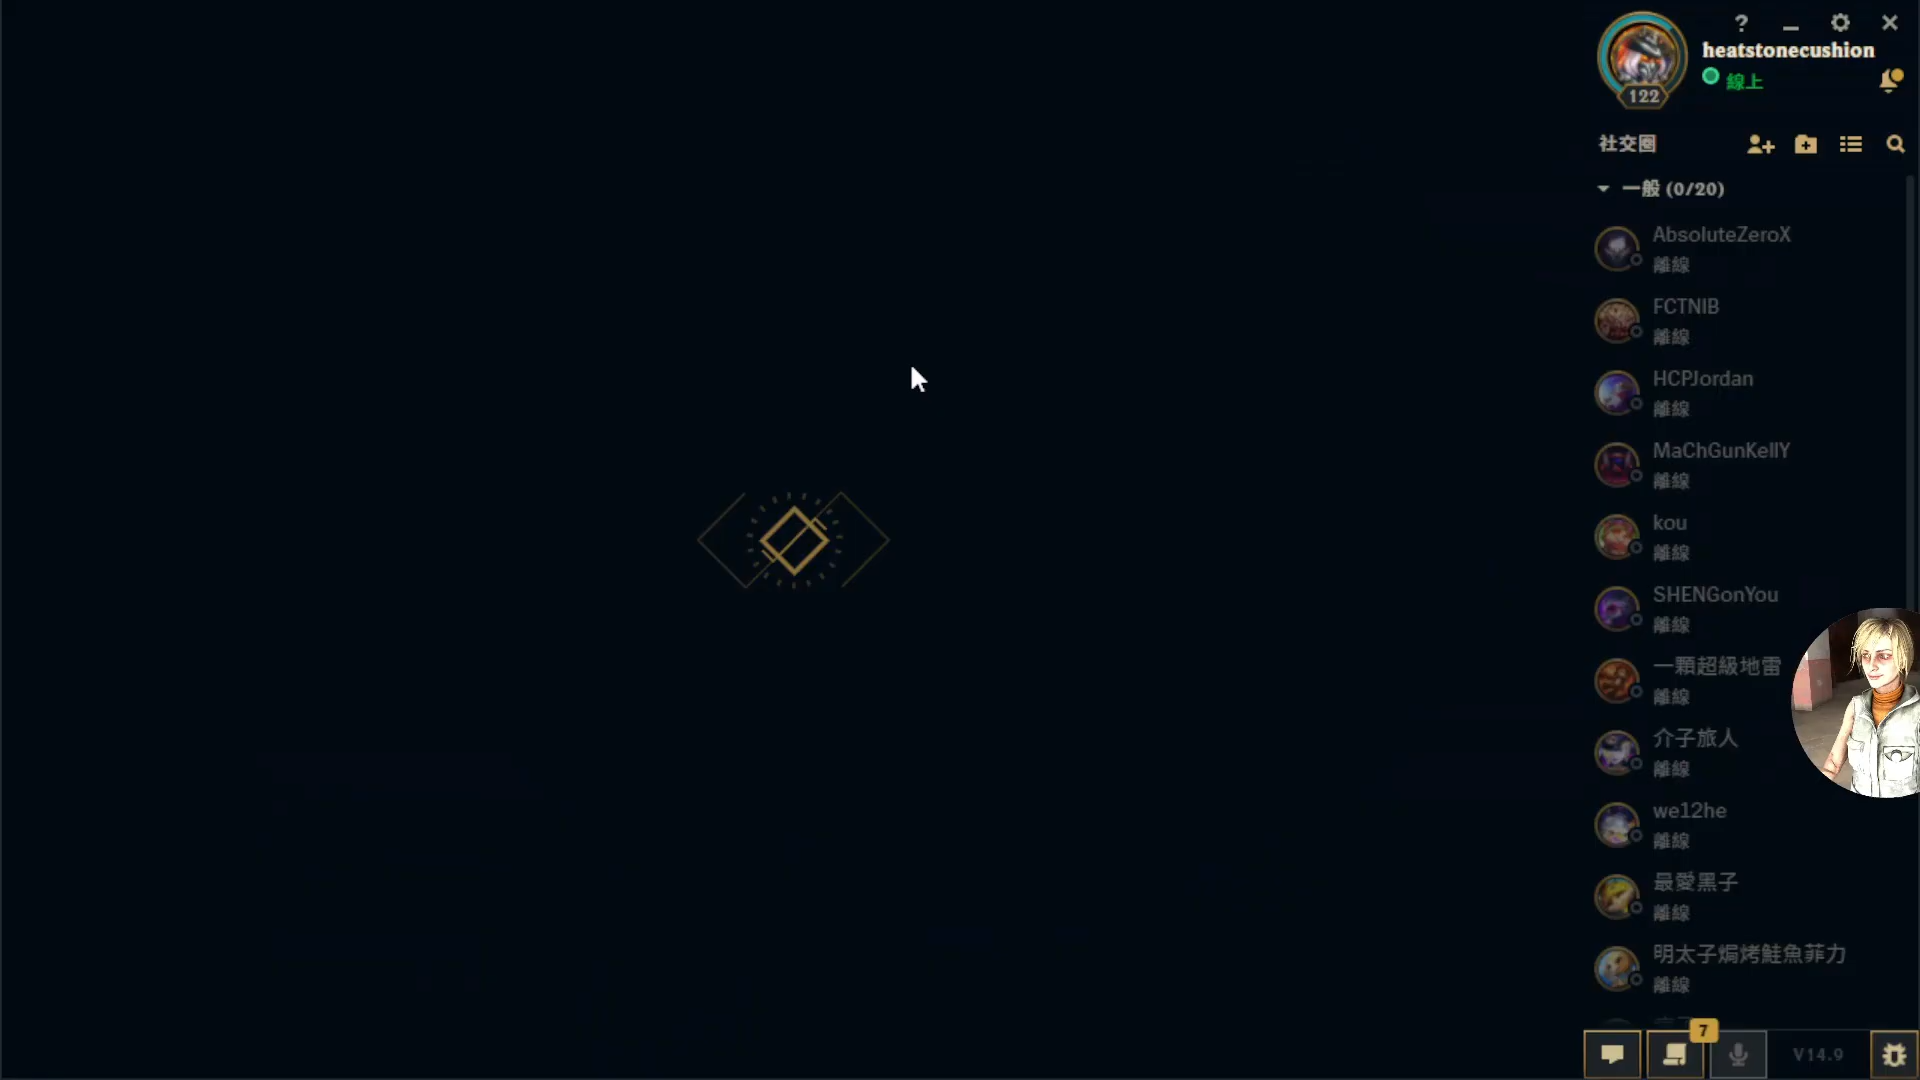 ?
heatstonecushion
線上
122
社交圈
一般 (0/20)
AbsoluteZeroX
離線
FCTNIB
離線
HCPJordan
離線
MaChGunKellY
離線
kou
離線
SHENGonYou
離線
一顆超級地雷
離線
介子旅人
離線
we12he
離線
最愛黑子
離線
明太子焗烤鮭魚菲力
離線
7
V14.9